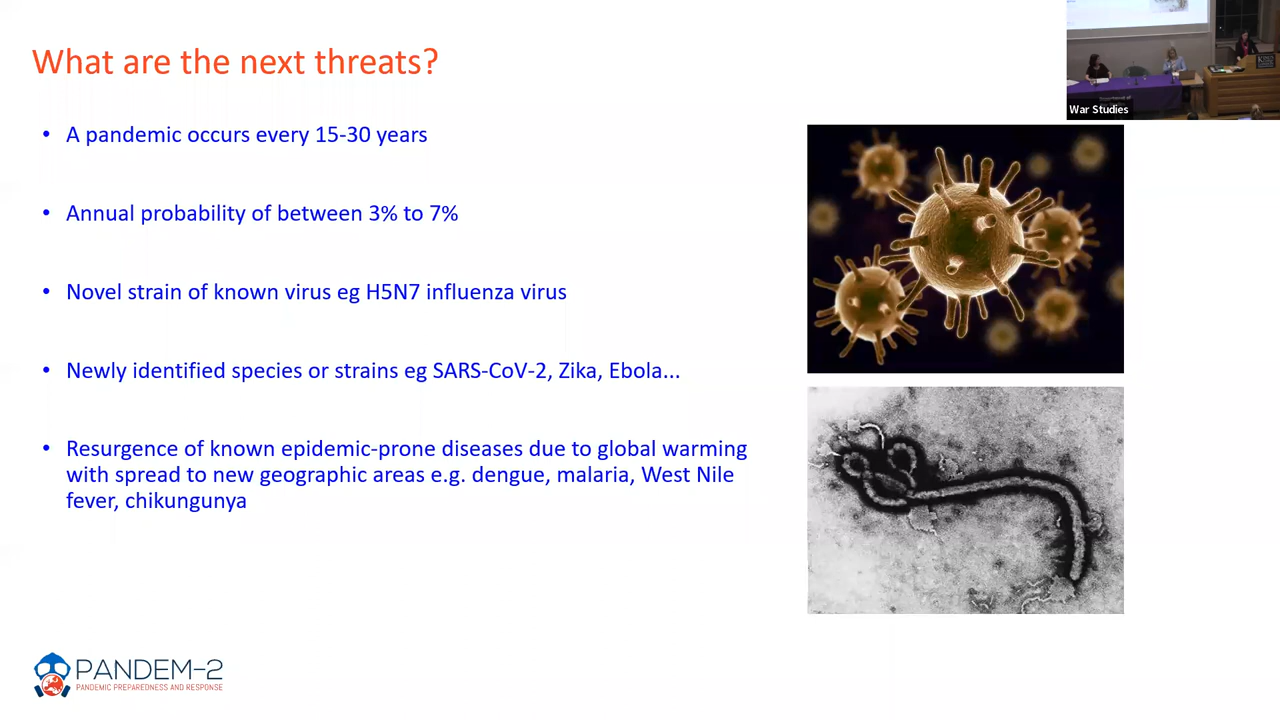 What are the next threats?
War Studies
• A pandemic occurs every 15-30 years
• Annual probability of between 3% to 7%
• Novel strain of known virus eg H5N7 influenza virus
• Newly identified species or strains eg SARS-CoV-2, Zika, Ebola...
• Resurgence of known epidemic-prone diseases due to global warming
with spread to new geographic areas e.g. dengue, malaria, West Nile
fever, chikungunya
PANDEM-2
PANDEMIC PREPAREDNESS AND RESPONSE